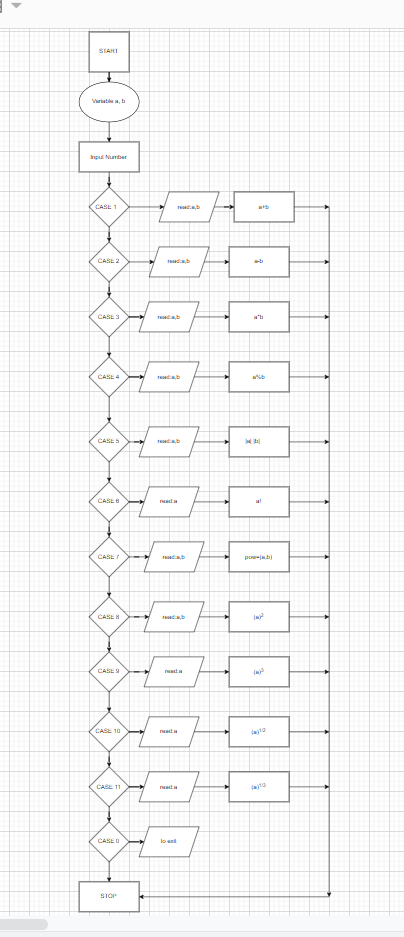 START
Variable a, b
Input Number
CASE 1
read:a,b
a+b
CASE 2
read:a,b
a-b
CASE 3
read:a,b
a*b
CASE 4
read:a,b
a%b
CASE 5
read:a,b
|a| |b|
CASE 6
read:a
a!
CASE 7
read:a,b
pow=(a,b)
CASE 8
read:a,b
(a)²
CASE 9
read:a
(a)³
CASE 10
read:a
(a)¹/²
CASE 11
read:a
(a)¹/³
CASE 0
to exit
STOP